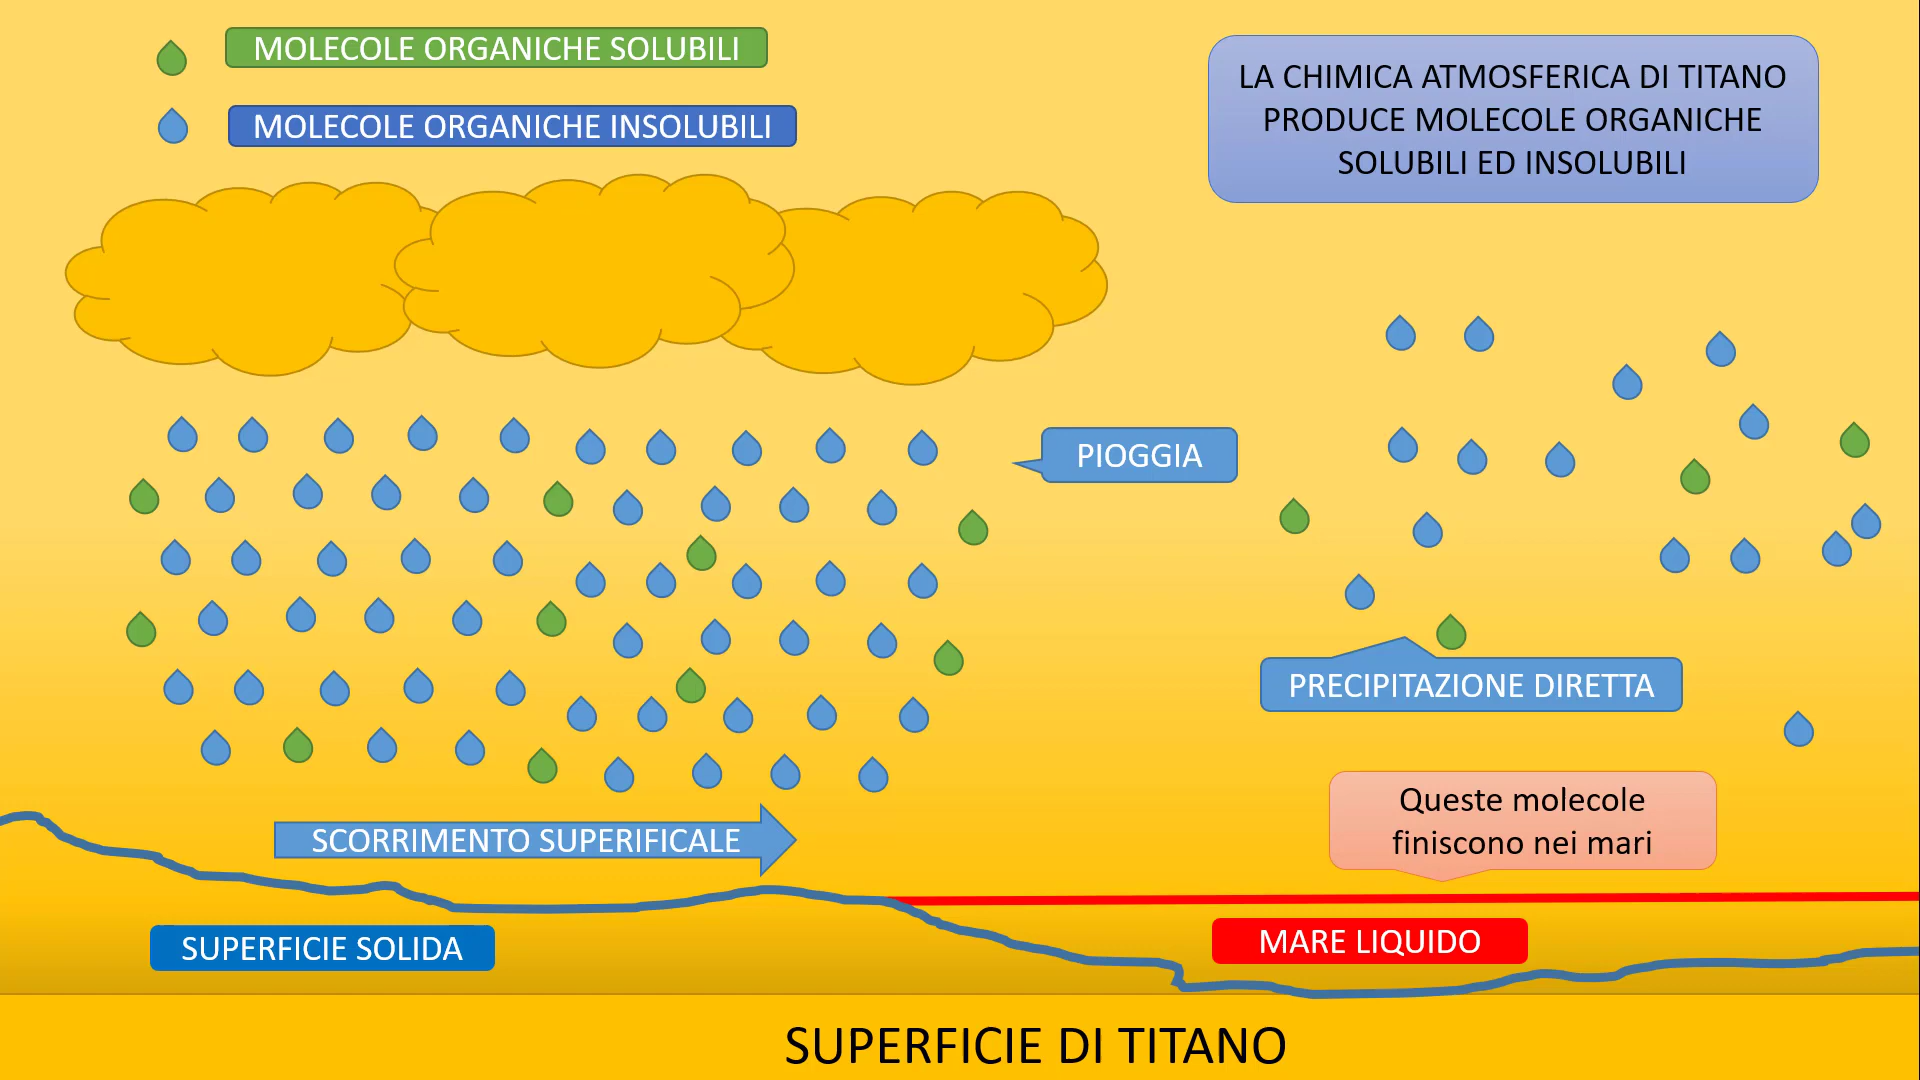 MOLECOLE ORGANICHE SOLUBILI
MOLECOLE ORGANICHE INSOLUBILI
LA CHIMICA ATMOSFERICA DI TITANO
PRODUCE MOLECOLE ORGANICHE
SOLUBILI ED INSOLUBILI
PIOGGIA
PRECIPITAZIONE DIRETTA
Queste molecole
finiscono nei mari
SCORRIMENTO SUPERIFICALE
SUPERFICIE SOLIDA
MARE LIQUIDO
SUPERFICIE DI TITANO